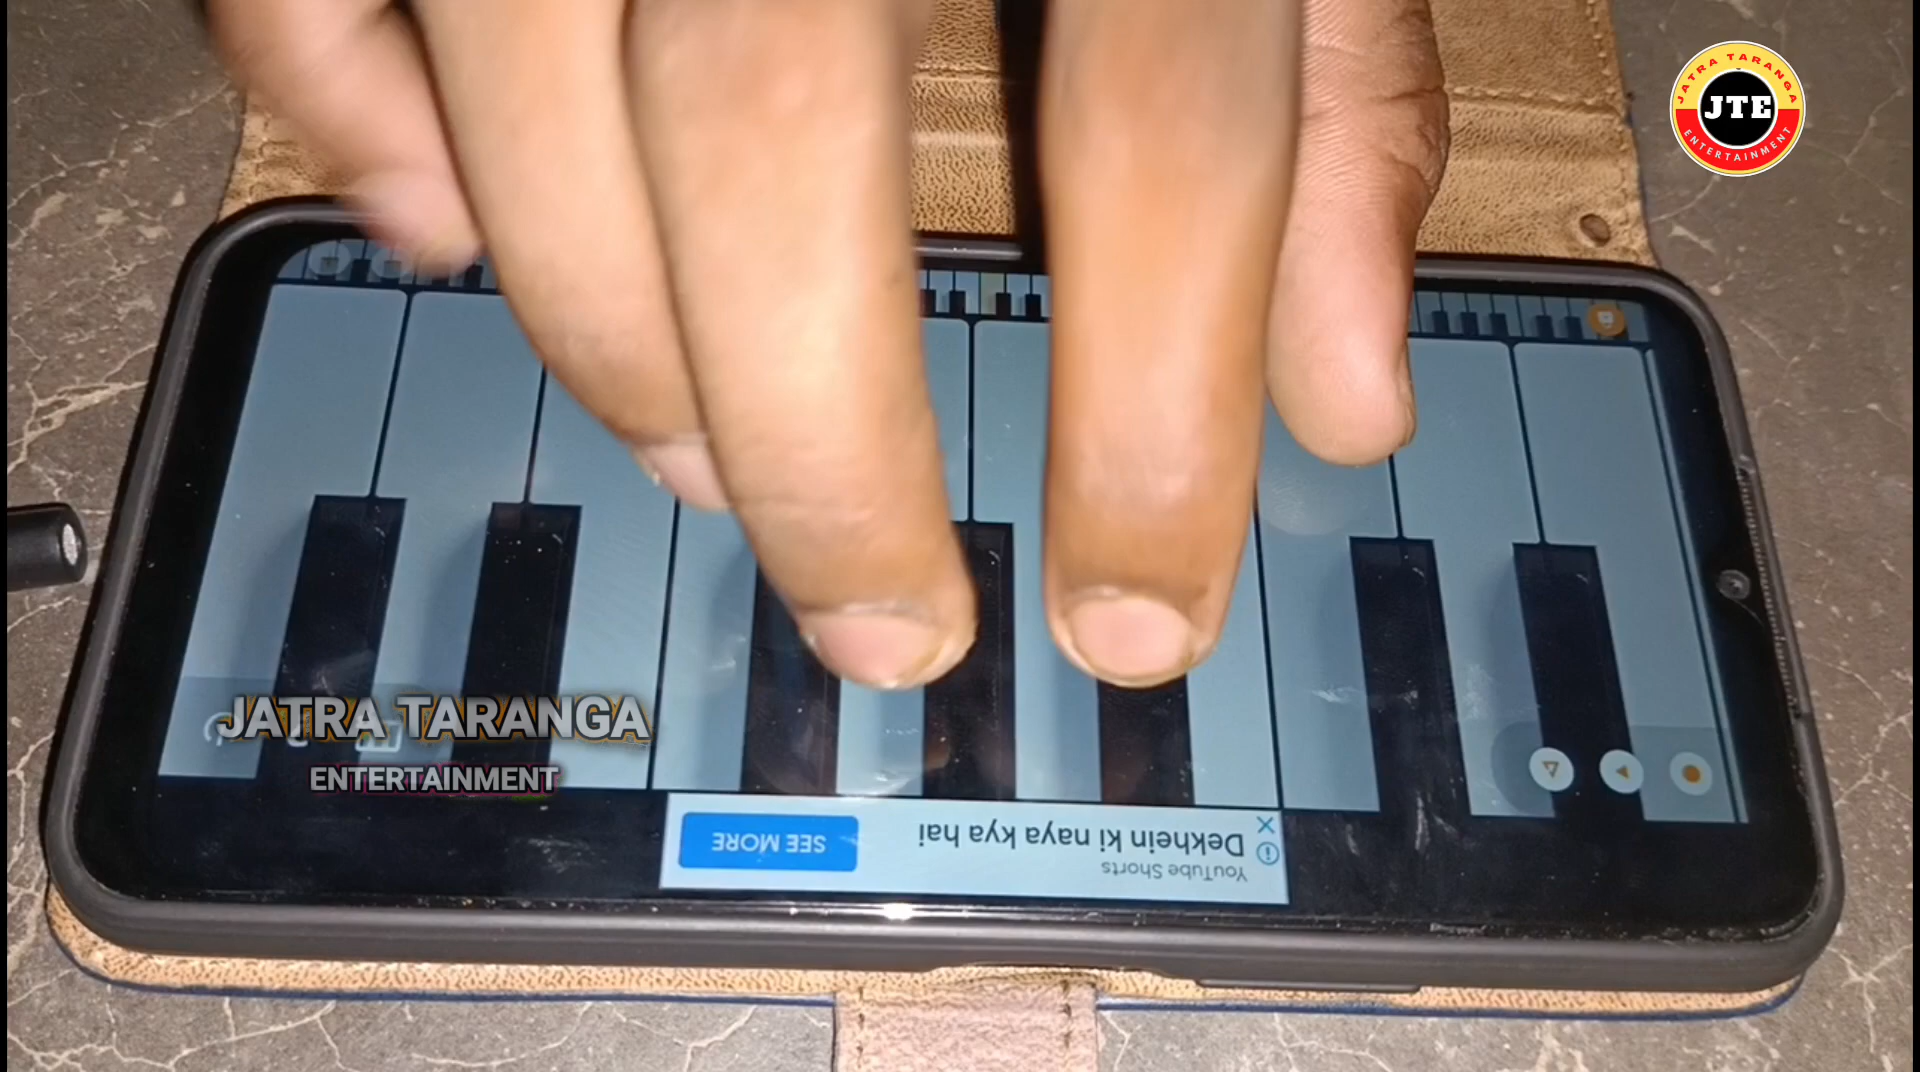 JATRA TARANGA
JTE
ENTERTAINMENT
JATRA TARANGA
ENTERTAINMENT
YouTube Shorts
Dekhein ki naya kya hai
SEE MORE